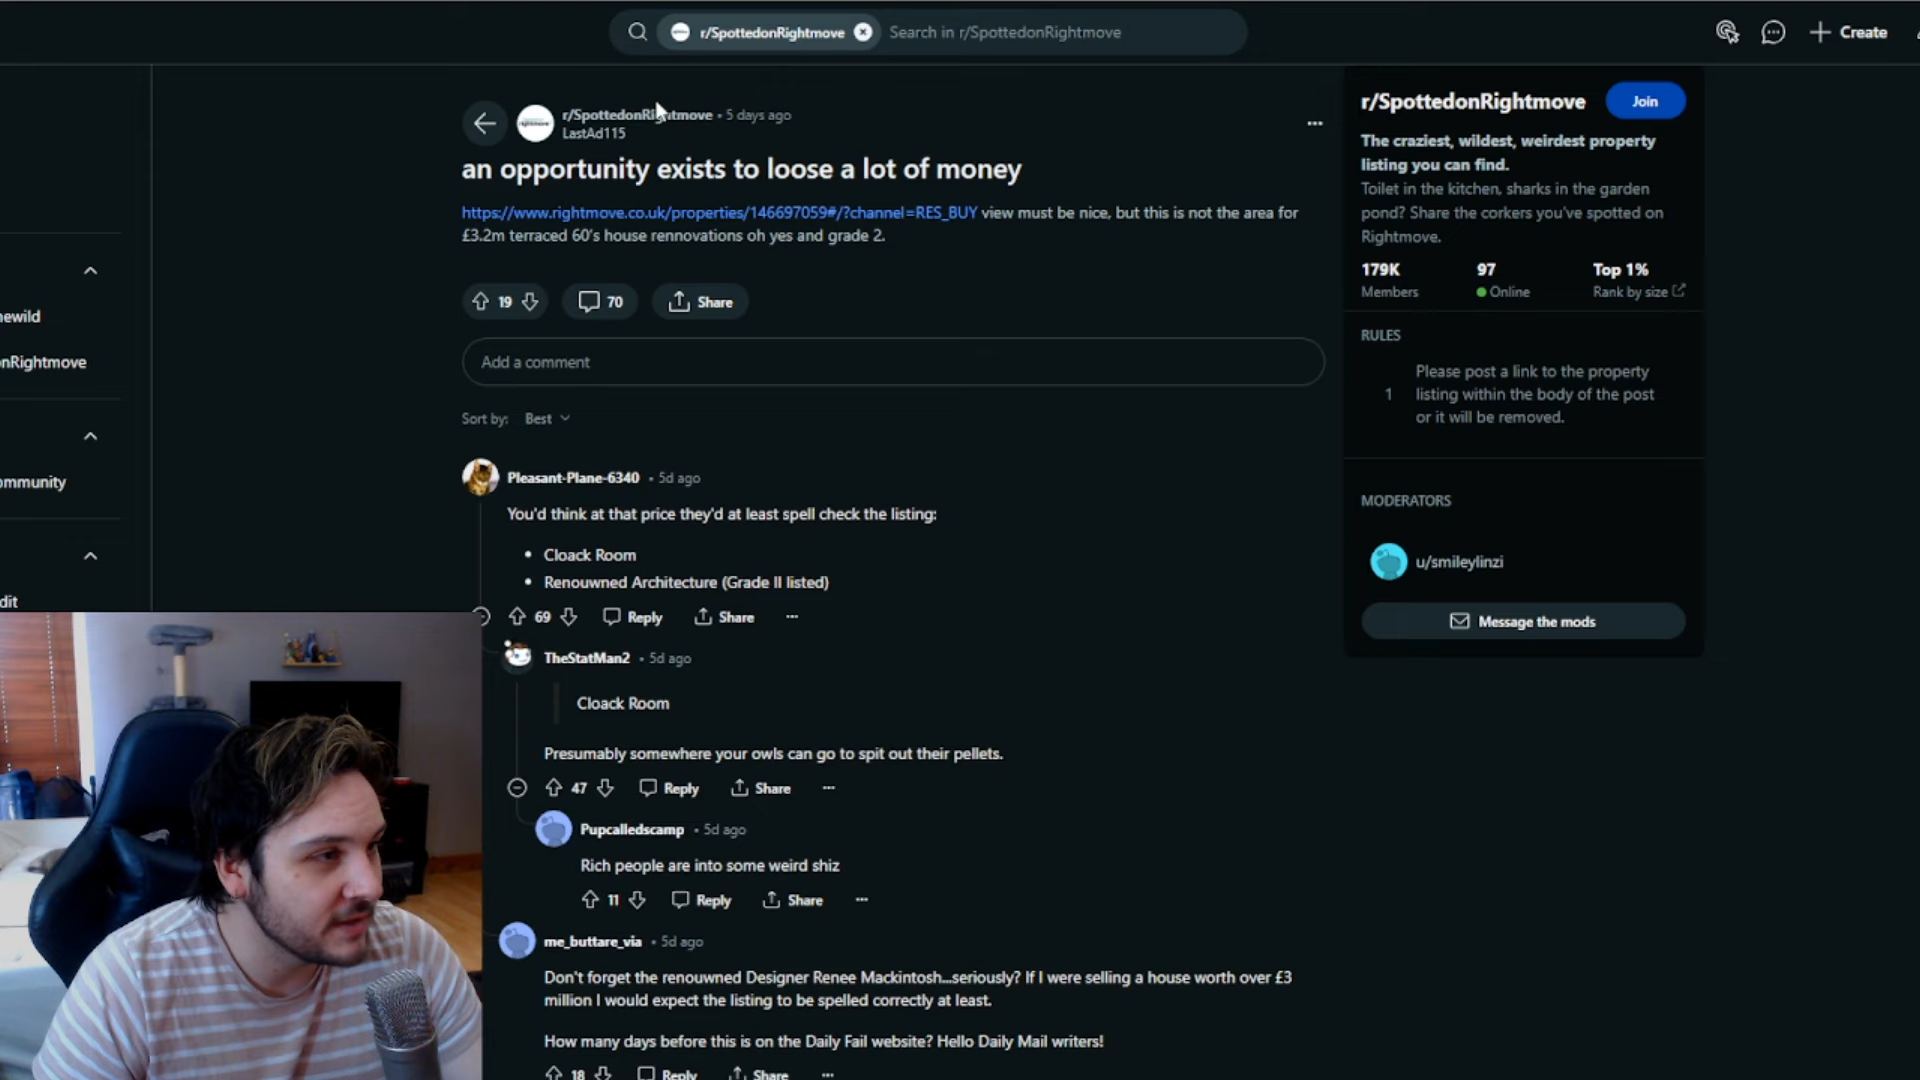 r/SpottedonRightmove
Search in r/SpottedonRightmove
Create
r/SpottedonRightmove • 5 days ago
LastAd115
an opportunity exists to loose a lot of money
https://www.rightmove.co.uk/properties/146697059#/?channel=RES_BUY view must be nice, but this is not the area for
£3.2m terraced 60's house rennovations oh yes and grade 2.
19
70
Share
Add a comment
Sort by: Best
Pleasant-Plane-6340 • 5d ago
You'd think at that price they'd at least spell check the listing:
• Cloack Room
• Renouwned Architecture (Grade II listed)
69
Reply
Share
TheStatMan2 • 5d ago
Cloack Room
Presumably somewhere your owls can go to spit out their pellets.
47
Reply
Share
Pupcalledscamp • 5d ago
Rich people are into some weird shiz
11
Reply
Share
me_buttare_via • 5d ago
Don't forget the renouwned Designer Renee Mackintosh...seriously? If I were selling a house worth over £3
million I would expect the listing to be spelled correctly at least.
How many days before this is on the Daily Fail website? Hello Daily Mail writers!
18
Reply
Share
r/SpottedonRightmove
Join
The craziest, wildest, weirdest property
listing you can find.
Toilet in the kitchen, sharks in the garden
pond? Share the corkers you've spotted on
Rightmove.
179K
97
Top 1%
Members
Online
Rank by size
RULES
1
Please post a link to the property
listing within the body of the post
or it will be removed.
MODERATORS
u/smileylinzi
Message the mods
ewild
nRightmove
mmunity
dit